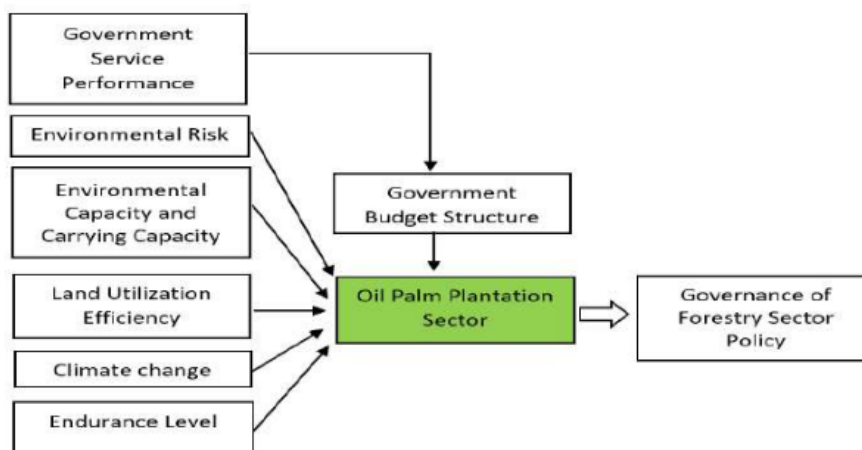 Government
Service
Performance
Environmental Risk
Environmental
Capacity and
Carrying Capacity
Land Utilization
Efficiency
Climate change
Endurance Level
Government
Budget Structure
Oil Palm Plantation
Sector
Governance of
Forestry Sector
Policy